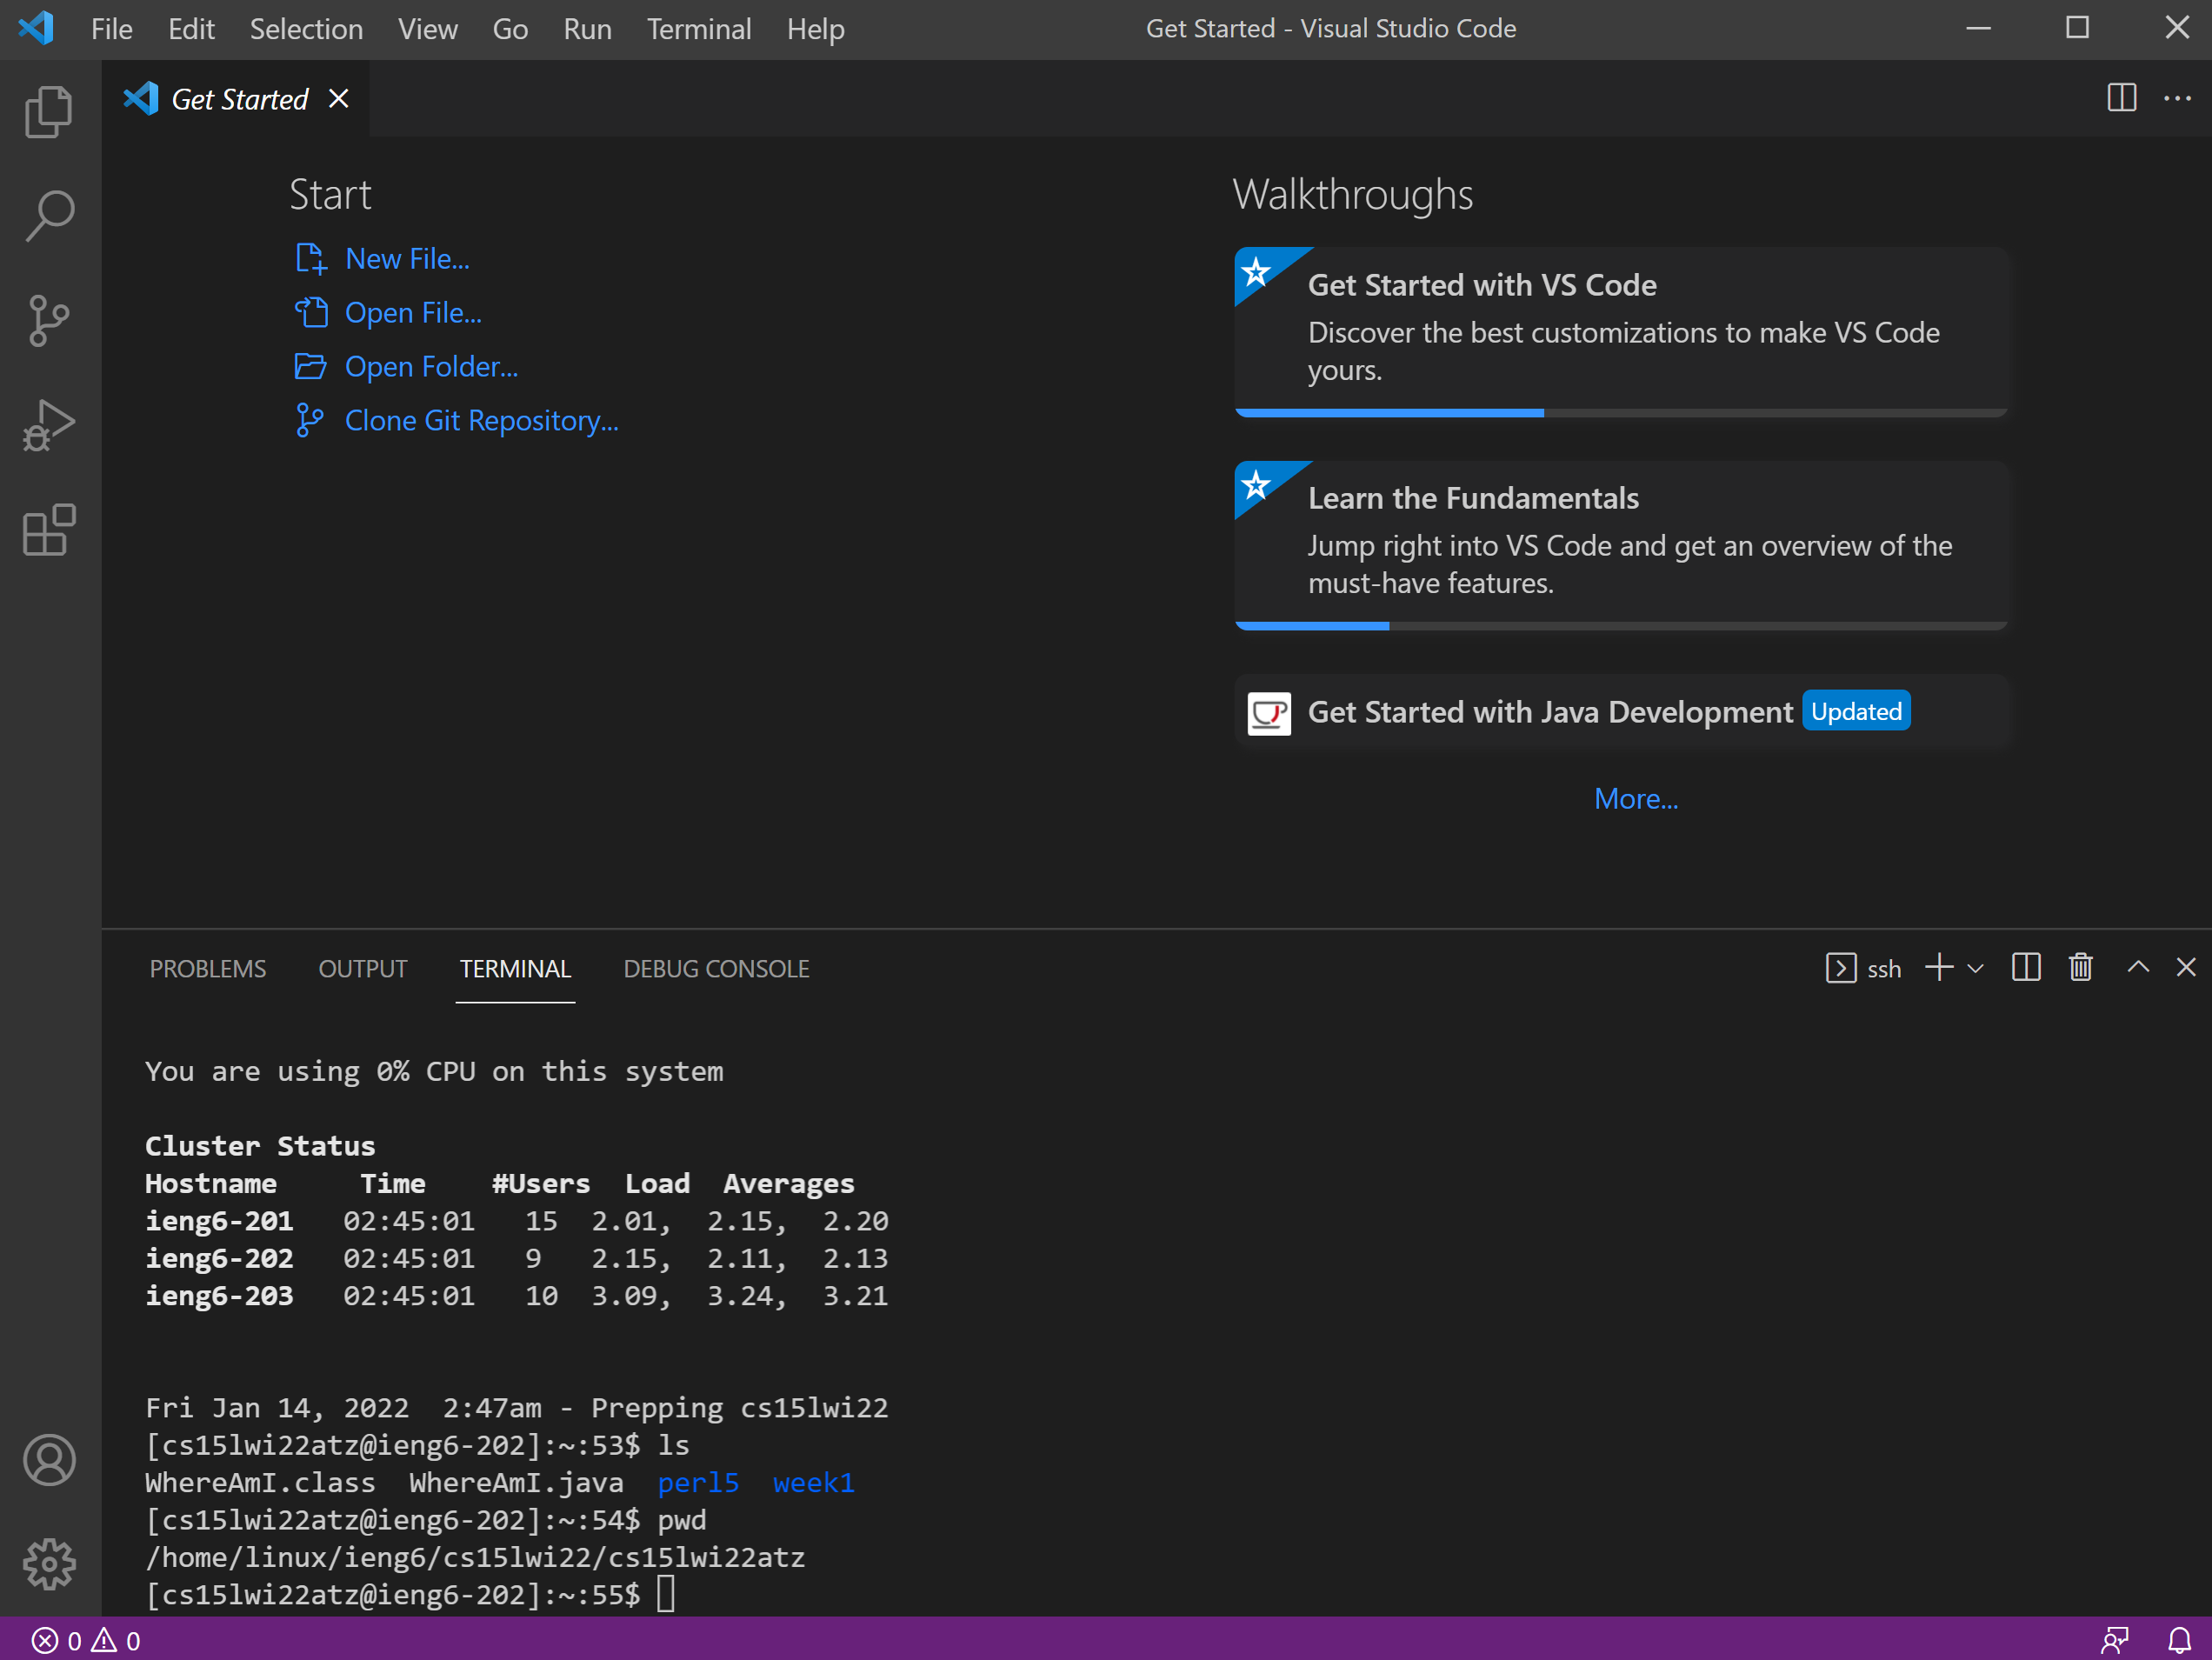 File Edit Selection View Go Run Terminal Help Get Started - Visual Studio Code
Get Started
Start
New File...
Open File...
Open Folder...
Clone Git Repository...
Walkthroughs
Get Started with VS Code
Discover the best customizations to make VS Code
yours.
Learn the Fundamentals
Jump right into VS Code and get an overview of the
must-have features.
Get Started with Java Development Updated
More...
PROBLEMS OUTPUT TERMINAL DEBUG CONSOLE ssh
You are using 0% CPU on this system
Cluster Status
Hostname Time #Users Load Averages
ieng6-201 02:45:01 15 2.01, 2.15, 2.20
ieng6-202 02:45:01 9 2.15, 2.11, 2.13
ieng6-203 02:45:01 10 3.09, 3.24, 3.21
Fri Jan 14, 2022 2:47am - Prepping cs15lwi22
[cs15lwi22atz@ieng6-202]:~:53$ ls
WhereAmI.class WhereAmI.java perl5 week1
[cs15lwi22atz@ieng6-202]:~:54$ pwd
/home/linux/ieng6/cs15lwi22/cs15lwi22atz
[cs15lwi22atz@ieng6-202]:~:55$
0 0